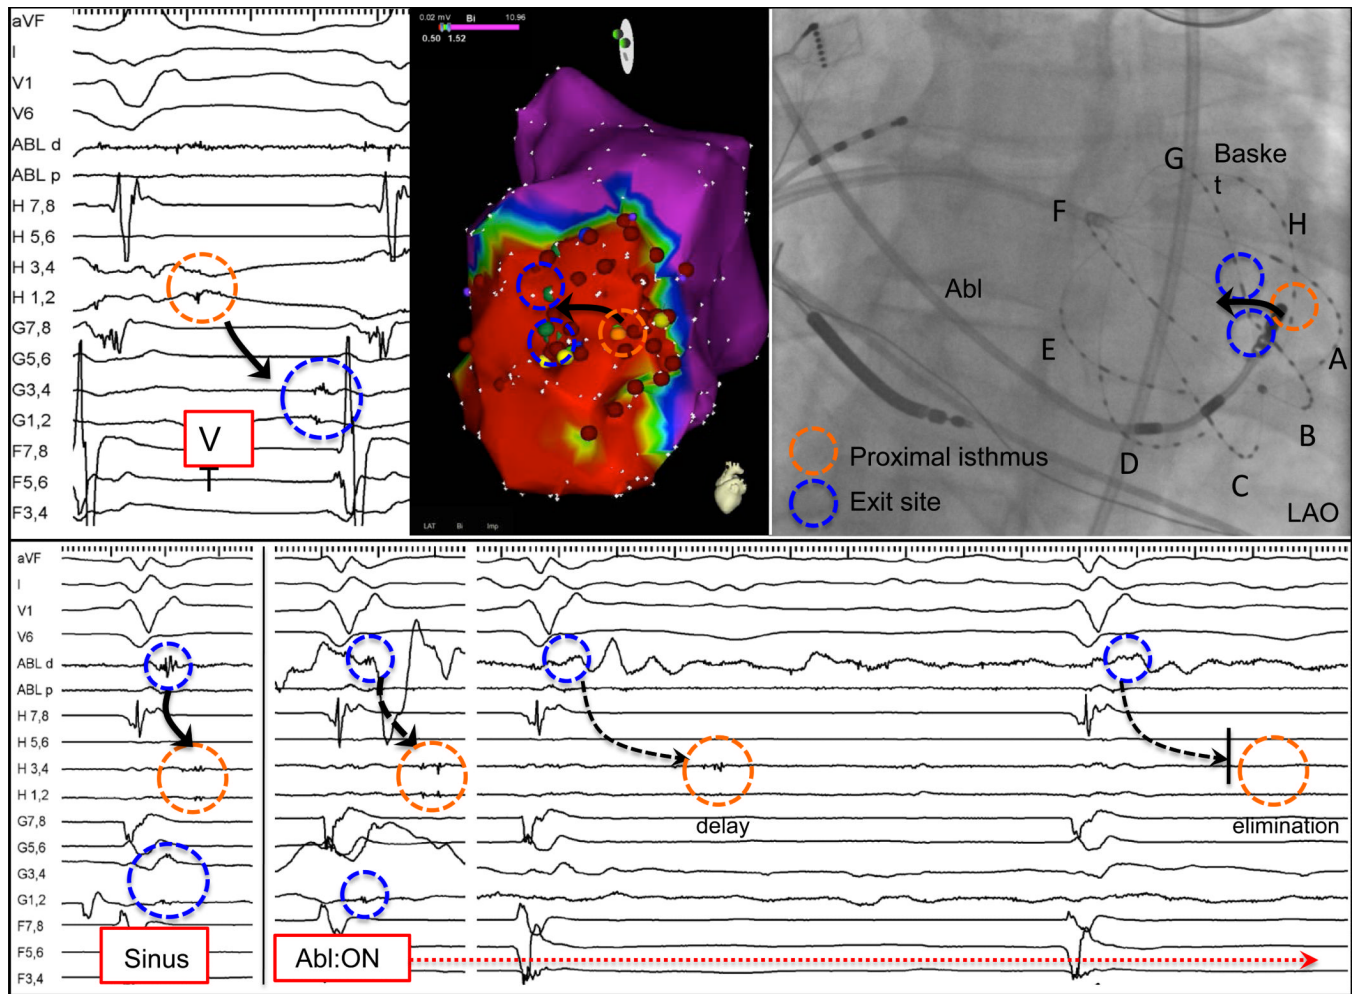 aVF
I
V1
V6
ABL d
ABL p
H 7,8
H 5,6
H 3,4
H 1,2
G7,8
G5,6
G3,4
G1,2
F7,8
F5,6
F3,4
V
T
0.02 mV Bi 10.96
0.50 1.52
LAT Bi Imp
G
Baske
t
F
H
Abl
E
A
B
D
C
Proximal isthmus
Exit site
LAO
aVF
I
V1
V6
ABL d
ABL p
H 7,8
H 5,6
H 3,4
H 1,2
G7,8
G5,6
G3,4
G1,2
F7,8
F5,6
F3,4
Sinus
Abl:ON
delay
elimination